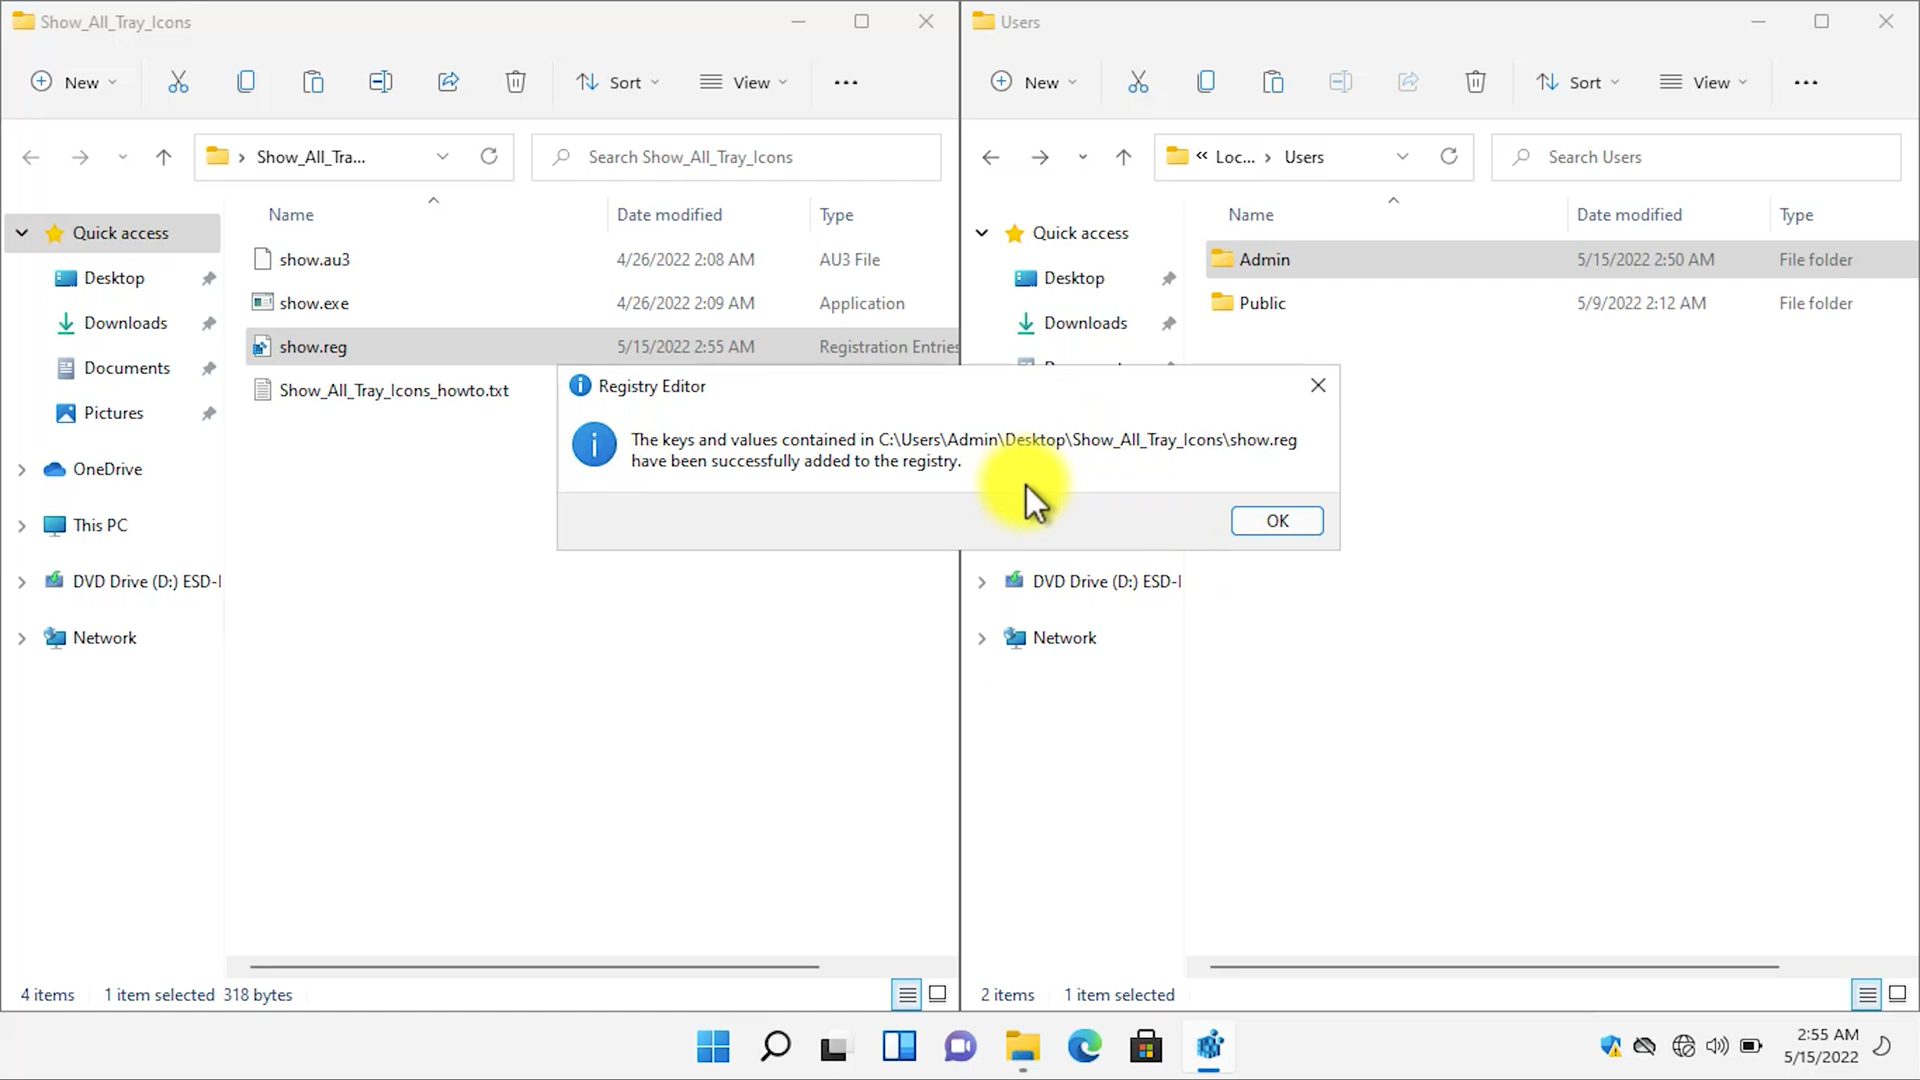 Show_All_Tray_Icons
New
Sort
View
Show_All_Tra...
Search Show_All_Tray_Icons
Name
Date modified
Type
Quick access
Desktop
Downloads
Documents
Pictures
OneDrive
This PC
DVD Drive (D:) ESD-I
Network
show.au3
4/26/2022 2:08 AM
AU3 File
show.exe
4/26/2022 2:09 AM
Application
show.reg
5/15/2022 2:55 AM
Registration Entries
Show_All_Tray_Icons_howto.txt
4 items
1 item selected 318 bytes
Users
New
Sort
View
« Loc... › Users
Search Users
Name
Date modified
Type
Quick access
Desktop
Downloads
DVD Drive (D:) ESD-I
Network
Admin
5/15/2022 2:50 AM
File folder
Public
5/9/2022 2:12 AM
File folder
2 items
1 item selected
Registry Editor
The keys and values contained in C:\Users\Admin\Desktop\Show_All_Tray_Icons\show.reg
have been successfully added to the registry.
OK
2:55 AM
5/15/2022